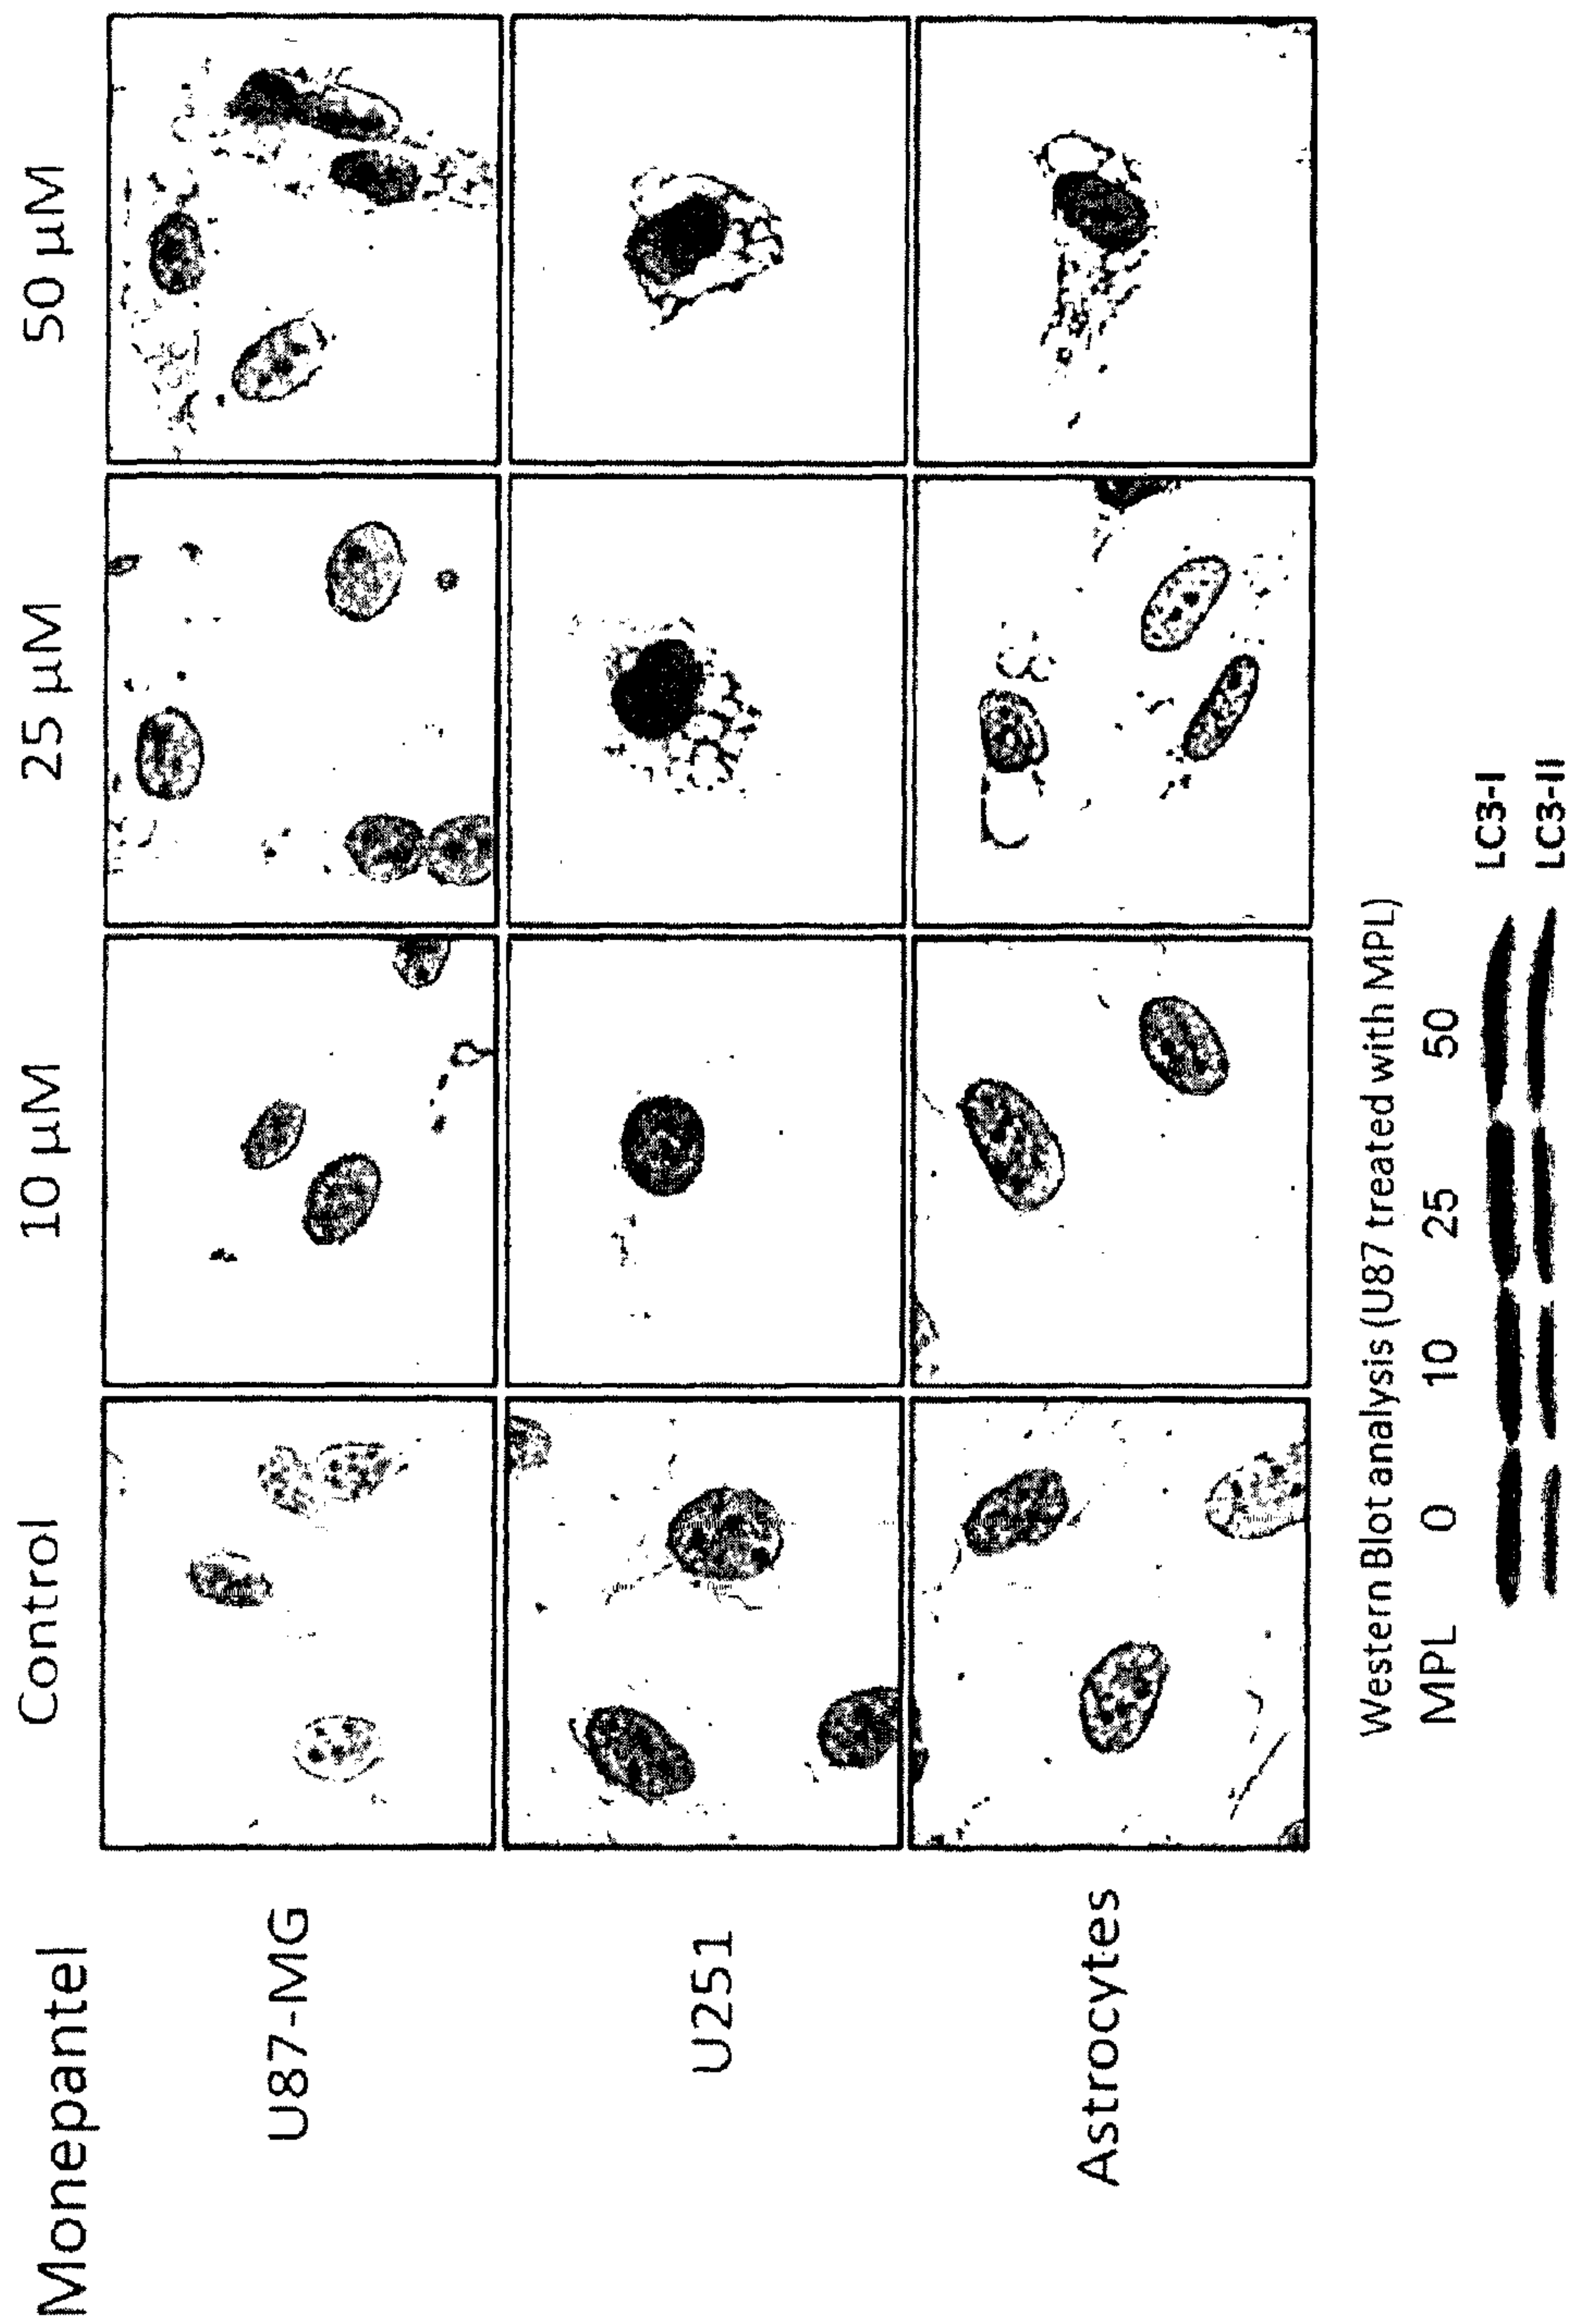 Monepantel
Control 10 μM 25 μM 50 μM
U87-MG
U251
Astrocytes
Western Blot analysis (U87 treated with MPL)
MPL 0 10 25 50
LC3-I
LC3-II